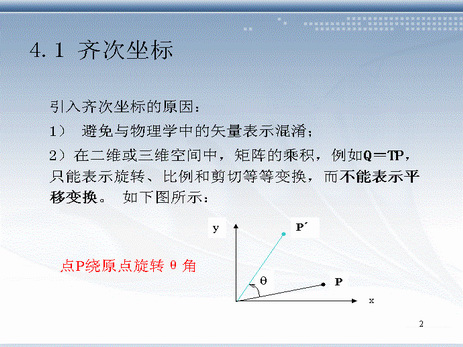 4.1 齐次坐标
引入齐次坐标的原因：
1） 避免与物理学中的矢量表示混淆；
2）在二维或三维空间中，矩阵的乘积，例如Q＝TP，
只能表示旋转、比例和剪切等等变换，而不能表示平
移变换。 如下图所示：
y
P´
点P绕原点旋转θ角
θ
P
x
2